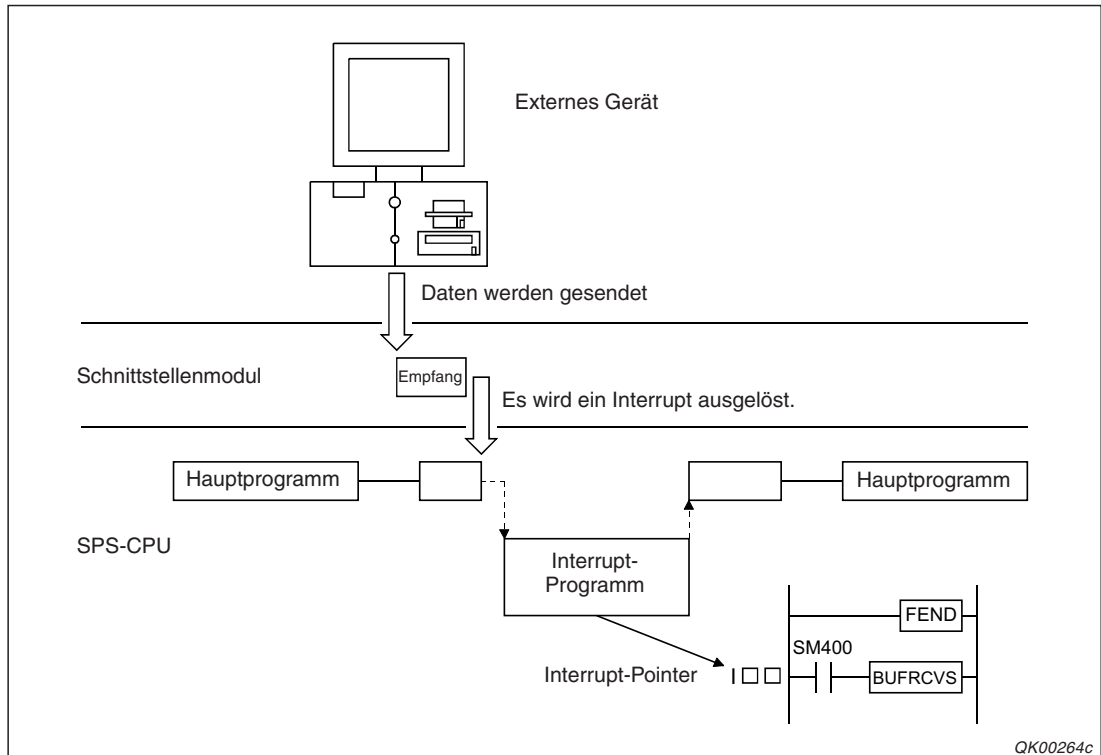 Externes Gerät
Daten werden gesendet
Schnittstellenmodul
Empfang
Es wird ein Interrupt ausgelöst.
Hauptprogramm
Hauptprogramm
SPS-CPU
Interrupt-
Programm
FEND
SM400
Interrupt-Pointer
I□□
BUFRCVS
QK00264c